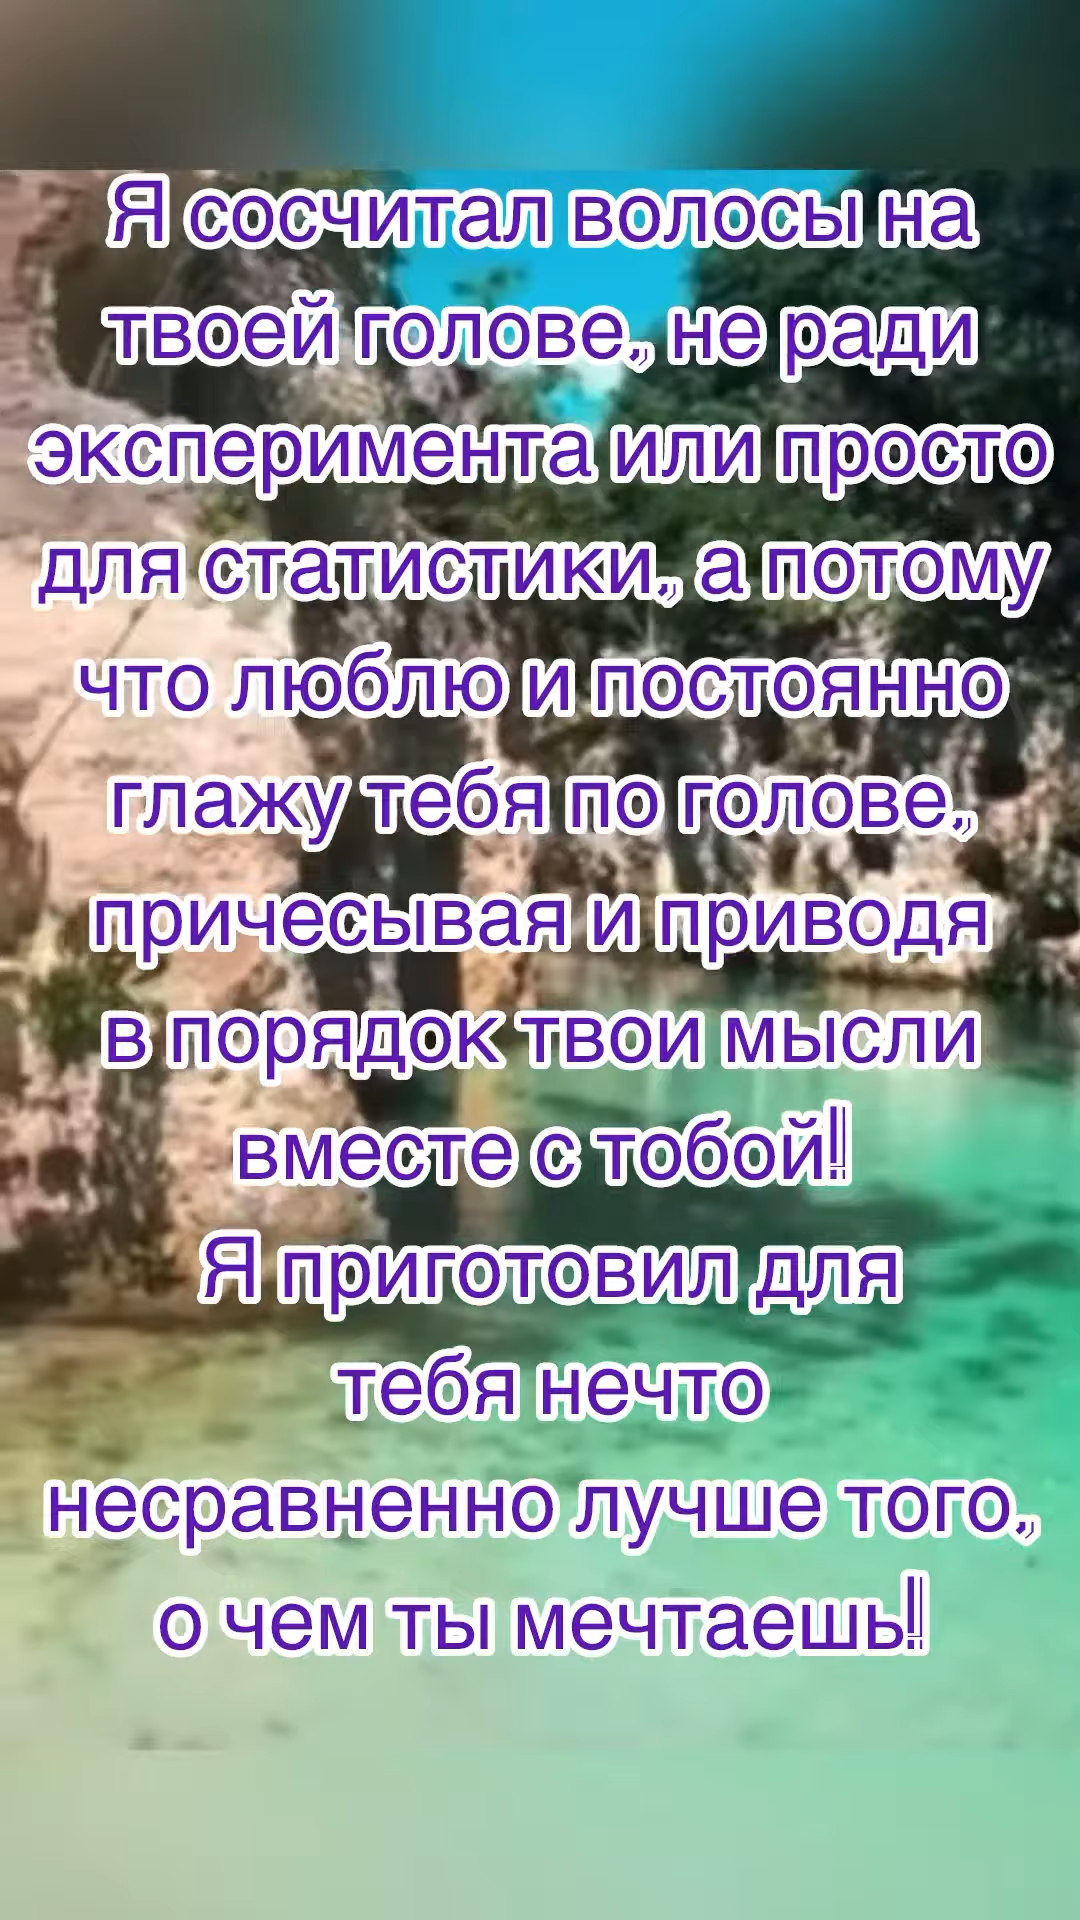 Я сосчитал волосы на
твоей голове, не ради
эксперимента или просто
для статистики, а потому
что люблю и постоянно
глажу тебя по голове,
причесывая и приводя
в порядок твои мысли
вместе с тобой!
Я приготовил для
тебя нечто
несравненно лучше того,
о чем ты мечтаешь!